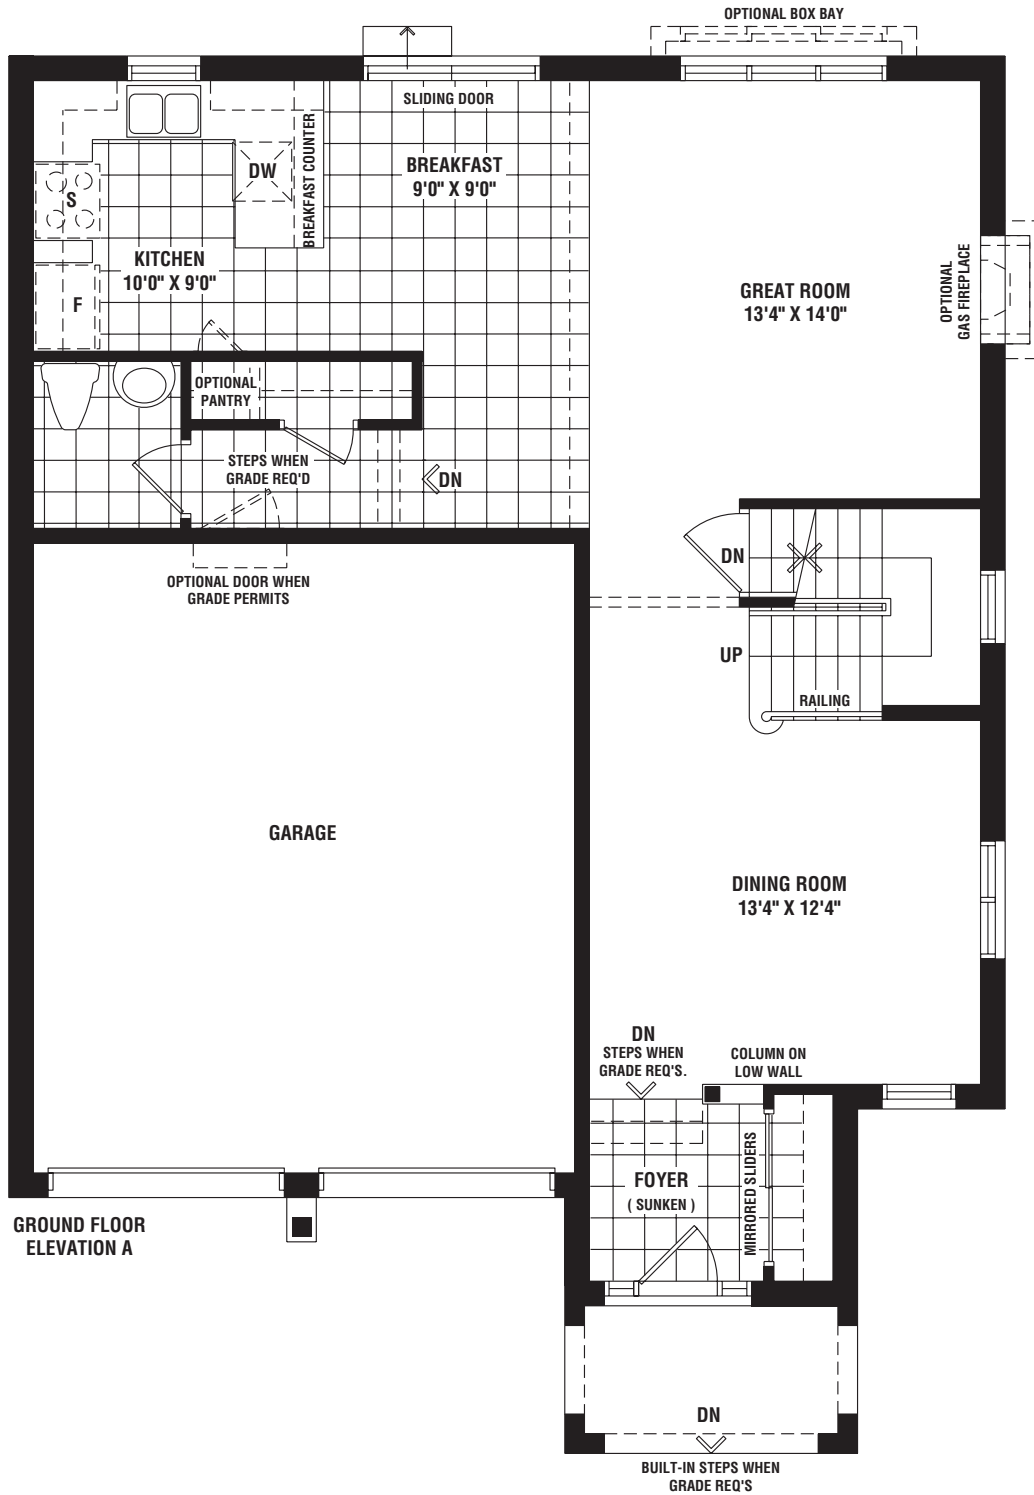 OPTIONAL BOX BAY
SLIDING DOOR
BREAKFAST COUNTER
DW
BREAKFAST
9'0" X 9'0"
S
KITCHEN
10'0" X 9'0"
F
GREAT ROOM
13'4" X 14'0"
OPTIONAL
GAS FIREPLACE
OPTIONAL
PANTRY
STEPS WHEN
GRADE REQ'D
DN
DN
OPTIONAL DOOR WHEN
GRADE PERMITS
UP
RAILING
GARAGE
DINING ROOM
13'4" X 12'4"
DN
STEPS WHEN
GRADE REQ'S.
COLUMN ON
LOW WALL
FOYER
( SUNKEN )
MIRRORED SLIDERS
GROUND FLOOR
ELEVATION A
DN
BUILT-IN STEPS WHEN
GRADE REQ'S